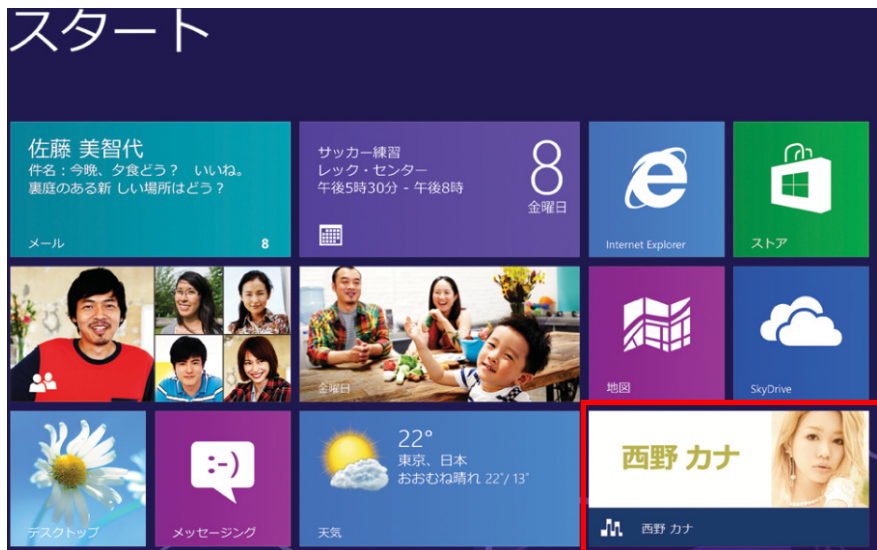 スタート
佐藤 美智代
件名：今晩、夕食どう？　いいね。
裏庭のある新 しい場所はどう？
メール
8
サッカー練習
レック・センター
午後5時30分 - 午後8時
8
金曜日
Internet Explorer
ストア
金曜日
地図
SkyDrive
デスクトップ
:-)
メッセージング
22°
東京、日本
おおむね晴れ 22°/ 13°
天気
西野 カナ
西野 カナ